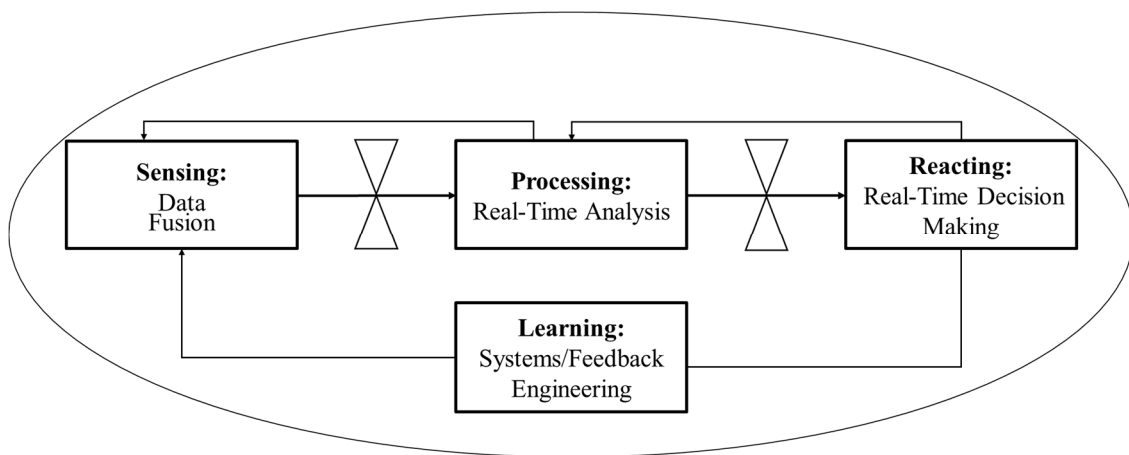 Sensing:
Data
Fusion
Processing:
Real-Time Analysis
Reacting:
Real-Time Decision
Making
Learning:
Systems/Feedback
Engineering